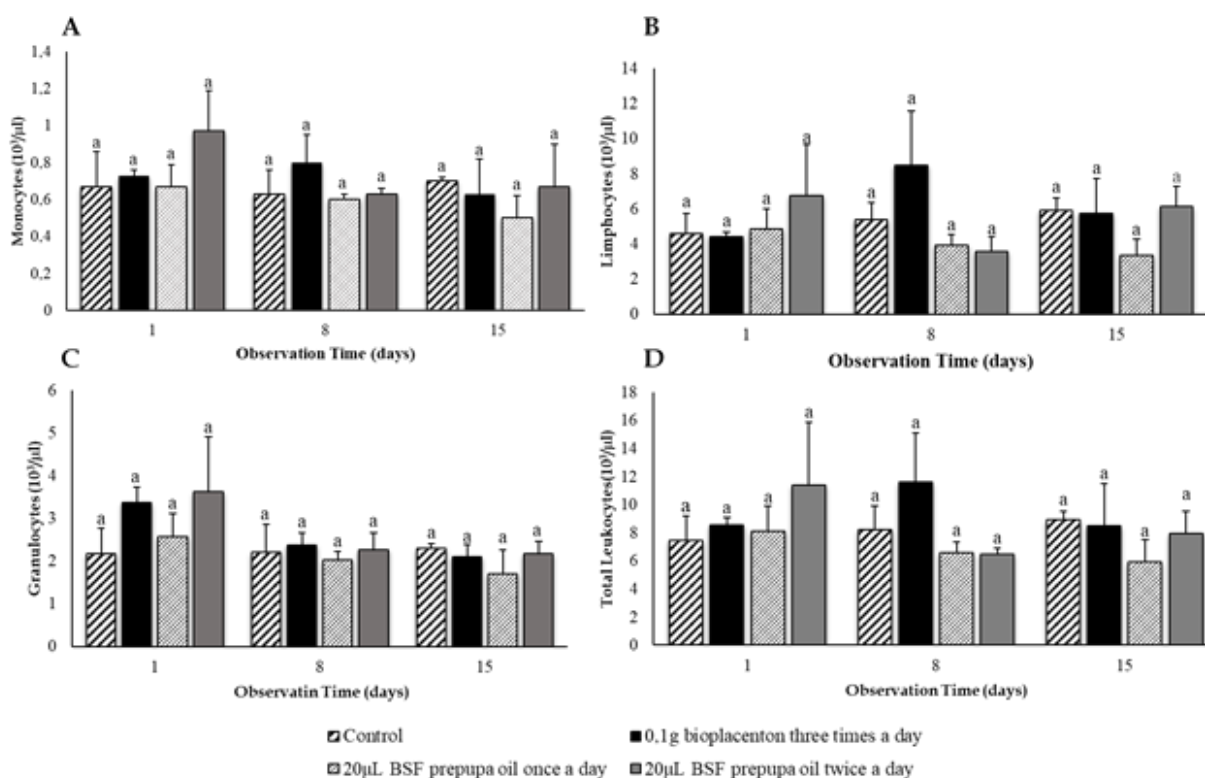 A
Monocytes (10³/µl)
1,4
1,2
1
0,8
0,6
0,4
0,2
0
a a a a a a a a a a a a
1 8 15
Observation Time (days)
B
Limphocytes (10³/µl)
14
12
10
8
6
4
2
0
a a a a a a a a a a a a
1 8 15
Observation Time (days)
C
Granulocytes (10³/µl)
6
5
4
3
2
1
0
a a a a a a a a a a a a
1 8 15
Observatin Time (days)
D
Total Leukocytes(10³/µl)
18
16
14
12
10
8
6
4
2
0
a a a a a a a a a a a a
1 8 15
Observation Time (days)
Control
0,1g bioplacenton three times a day
20µL BSF prepupa oil once a day
20µL BSF prepupa oil twice a day